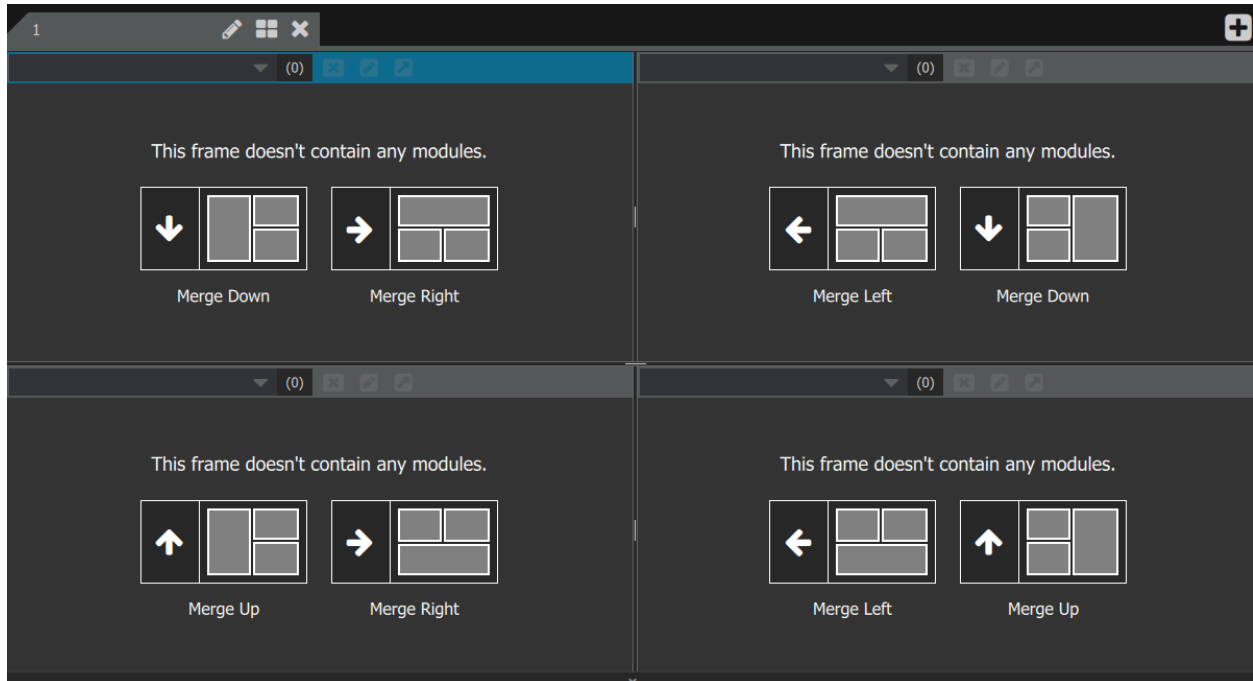 1
(0)
(0)
This frame doesn't contain any modules.
This frame doesn't contain any modules.
Merge Down
Merge Right
Merge Left
Merge Down
(0)
(0)
This frame doesn't contain any modules.
This frame doesn't contain any modules.
Merge Up
Merge Right
Merge Left
Merge Up